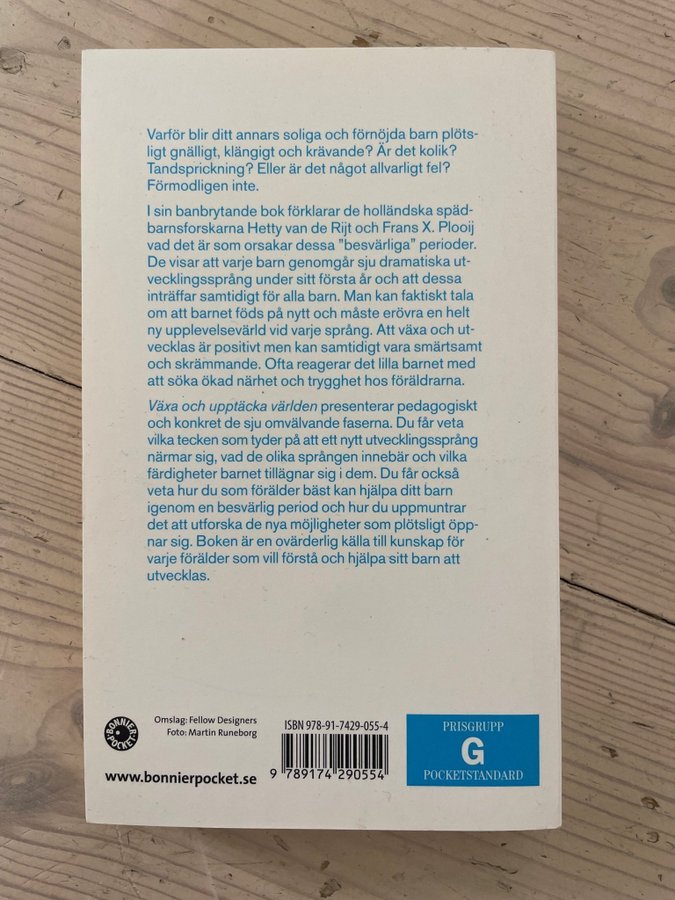 Varför blir ditt annars soliga och förnöjda barn plöts-
ligt gnälligt, klängigt och krävande? Är det kolik?
Tandsprickning? Eller är det något allvarligt fel?
Förmodligen inte.
I sin banbrytande bok förklarar de holländska späd-
barnsforskarna Hetty van de Rijt och Frans X. Plooij
vad det är som orsakar dessa "besvärliga" perioder.
De visar att varje barn genomgår sju dramatiska ut-
vecklingssprång under sitt första år och att dessa
inträffar samtidigt för alla barn. Man kan faktiskt tala
om att barnet föds på nytt och måste erövra en helt
ny upplevelsevärld vid varje språng. Att växa och ut-
vecklas är positivt men kan samtidigt vara smärtsamt
och skrämmande. Ofta reagerar det lilla barnet med
att söka ökad närhet och trygghet hos föräldrarna.
Växa och upptäcka världen presenterar pedagogiskt
och konkret de sju omvälvande faserna. Du får veta
vilka tecken som tyder på att ett nytt utvecklingssprång
närmar sig, vad de olika sprången innebär och vilka
färdigheter barnet tillägnar sig i dem. Du får också
veta hur du som förälder bäst kan hjälpa ditt barn
igenom en besvärlig period och hur du uppmuntrar
det att utforska de nya möjligheter som plötsligt öpp-
nar sig. Boken är en ovärderlig källa till kunskap för
varje förälder som vill förstå och hjälpa sitt barn att
utvecklas.
BONNIER POCKET
Omslag: Fellow Designers
Foto: Martin Runeborg
www.bonnierpocket.se
ISBN 978-91-7429-055-4
9 789174 290554
PRISGRUPP
G
POCKETSTANDARD